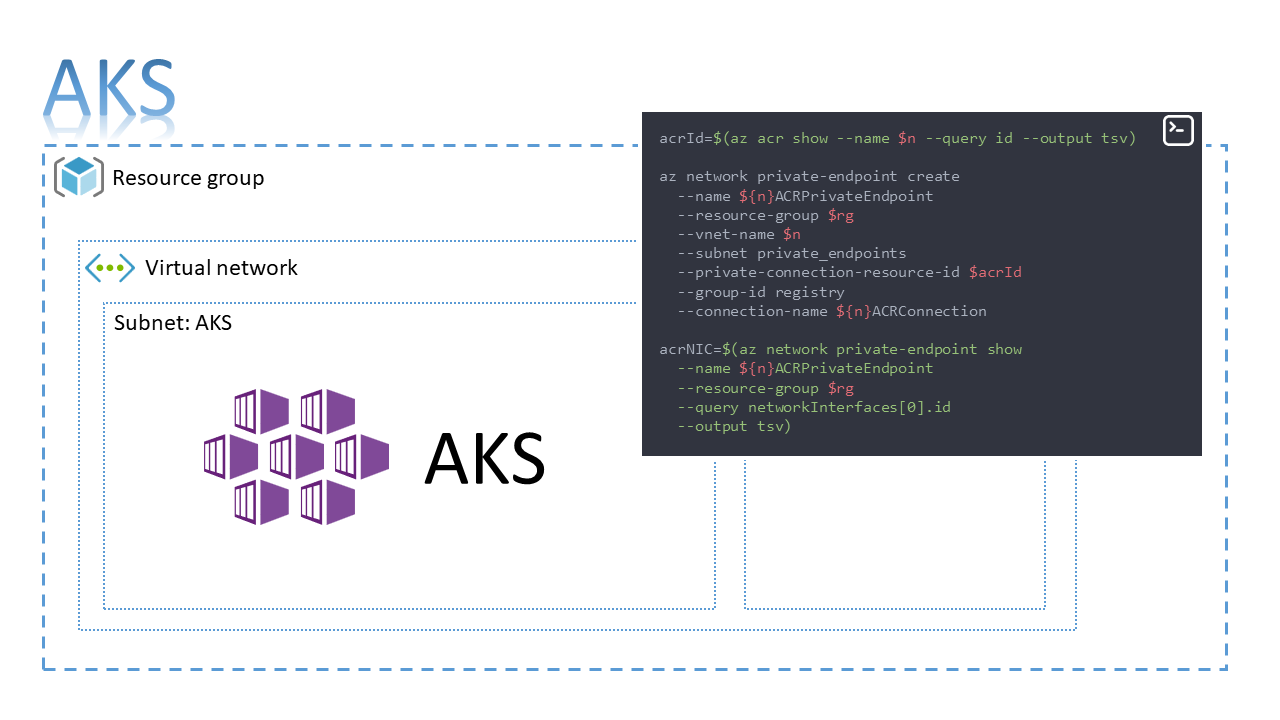 AKS
Resource group
Virtual network
Subnet: AKS
AKS
acrId=$(az acr show --name $n --query id --output tsv)
az network private-endpoint create
--name ${n}ACRPrivateEndpoint
--resource-group $rg
--vnet-name $n
--subnet private_endpoints
--private-connection-resource-id $acrId
--group-id registry
--connection-name ${n}ACRConnection
acrNIC=$(az network private-endpoint show
--name ${n}ACRPrivateEndpoint
--resource-group $rg
--query networkInterfaces[0].id
--output tsv)